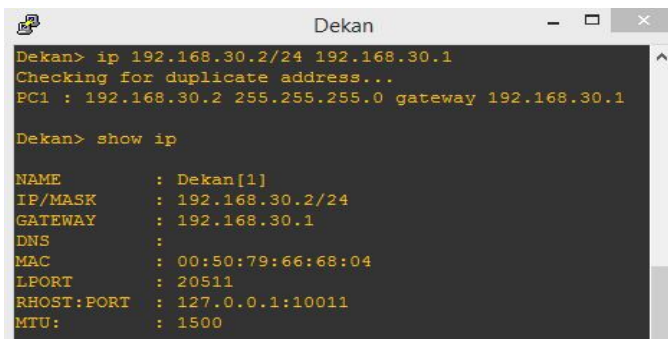 Dekan
Dekan> ip 192.168.30.2/24 192.168.30.1
Checking for duplicate address...
PC1 : 192.168.30.2 255.255.255.0 gateway 192.168.30.1
Dekan> show ip
NAME : Dekan[1]
IP/MASK : 192.168.30.2/24
GATEWAY : 192.168.30.1
DNS :
MAC : 00:50:79:66:68:04
LPORT : 20511
RHOST:PORT : 127.0.0.1:10011
MTU: : 1500